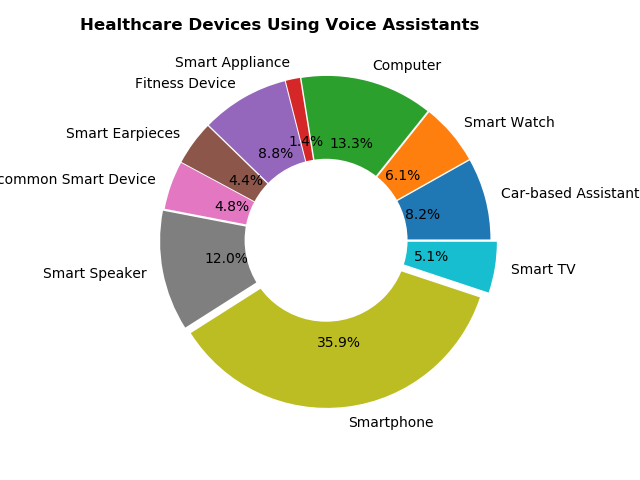 Healthcare Devices Using Voice Assistants
Smart Appliance
Computer
Fitness Device
Smart Watch
Smart Earpieces
common Smart Device
Car-based Assistant
Smart Speaker
Smart TV
Smartphone
1.4%
13.3%
8.8%
6.1%
4.4%
4.8%
8.2%
12.0%
5.1%
35.9%